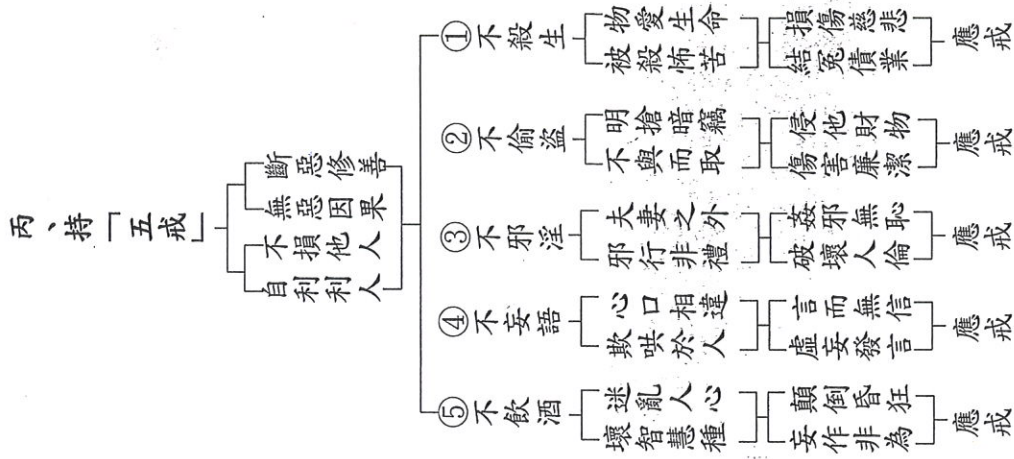 丙、持「五戒」
斷惡修善
無惡因果
不損他人
自利利人
①不殺生
物愛生命
被殺怖苦
損傷慈悲
結冤債業
應戒
②不偷盜
明搶暗竊
不與而取
侵他財物
傷害廉潔
應戒
③不邪淫
夫妻之外
邪行非禮
姦邪無恥
破壞人倫
應戒
④不妄語
心口相違
欺哄於人
言而無信
虛妄發言
應戒
⑤不飲酒
迷亂人心
壞智慧種
顛倒昏狂
妄作非為
應戒